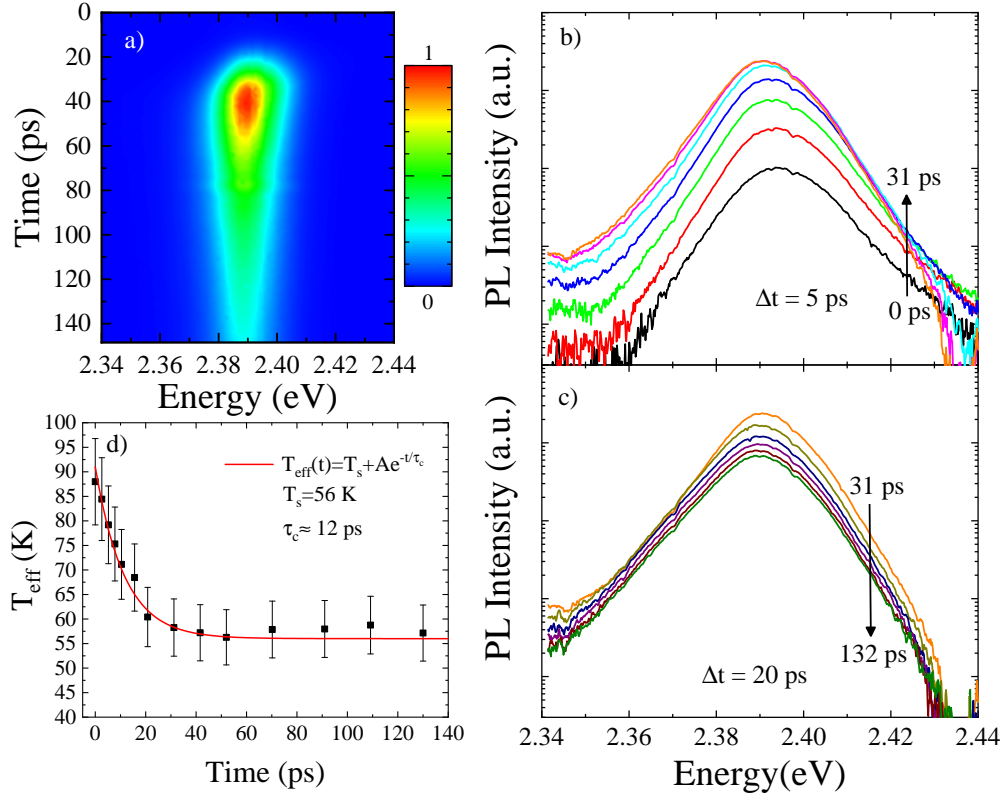 a)
0
20
40
60
80
100
120
140
Time (ps)
2.34 2.36 2.38 2.40 2.42 2.44
Energy (eV)
1
0
b)
PL Intensity (a.u.)
31 ps
0 ps
Δt = 5 ps
c)
PL Intensity (a.u.)
31 ps
132 ps
Δt = 20 ps
2.34 2.36 2.38 2.40 2.42 2.44
Energy(eV)
d)
100
95
90
85
80
75
70
65
60
55
50
45
40
T_eff (K)
T_eff(t)=T_s+Ae^-t/τ_c
T_s=56 K
τ_c≈ 12 ps
0 20 40 60 80 100 120 140
Time (ps)